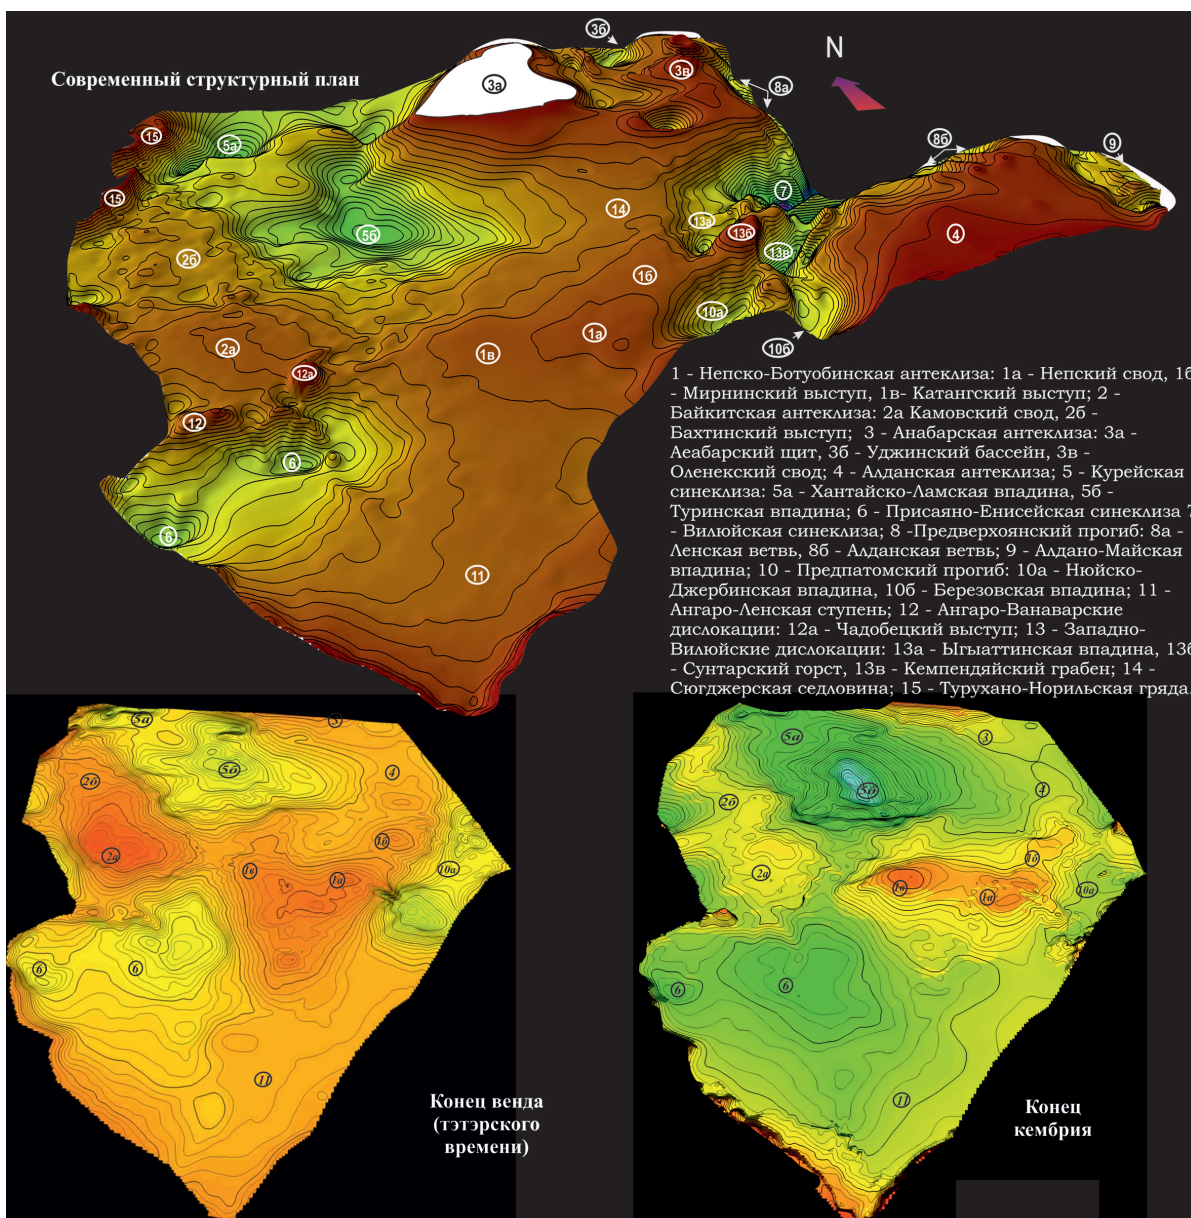 3б
N
Современный структурный план
3а
3в
8а
15
5а
8б
9
15
7
5б
14
13а
13б
4
2б
13в
1б
10а
1а
2а
1в
12а
10б
12
6
6
11
1 - Непско-Ботуобинская антеклиза: 1а - Непский свод, 1б
- Мирнинский выступ, 1в- Катангский выступ; 2 -
Байкитская антеклиза: 2а Камовский свод, 2б -
Бахтинский выступ;  3 - Анабарская антеклиза: 3а -
Аеабарский щит, 3б - Уджинский бассейн, 3в -
Оленекский свод; 4 - Алданская антеклиза; 5 - Курейская
синеклиза: 5а - Хантайско-Ламская впадина, 5б -
Туринская впадина; 6 - Присаяно-Енисейская синеклиза 7
- Вилюйская синеклиза; 8 -Предверхоянский прогиб: 8а -
Ленская ветвь, 8б - Алданская ветвь; 9 - Алдано-Майская
впадина; 10 - Предпатомский прогиб: 10а - Нюйско-
Джербинская впадина, 10б - Березовская впадина; 11 -
Ангаро-Ленская ступень; 12 - Ангаро-Ванаварские
дислокации: 12а - Чадобецкий выступ; 13 - Западно-
Вилюйские дислокации: 13а - Ыгыаттинская впадина, 13б
- Сунтарский горст, 13в - Кемпендяйский грабен; 14 -
Сюгджерская седловина; 15 - Турухано-Норильская гряда.
5а
3
5б
4
2б
1б
2а
1в
1а
10а
6
6
11
Конец венда
(тэтэрского
времени)
5а
3
5б
4
2б
1б
2а
1в
1а
10а
6
6
11
Конец
кембрия